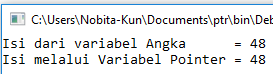 C:\Users\Nobita-Kun\Documents\ptr\bin\Deb
Isi dari variabel Angka      = 48
Isi melalui Variabel Pointer = 48